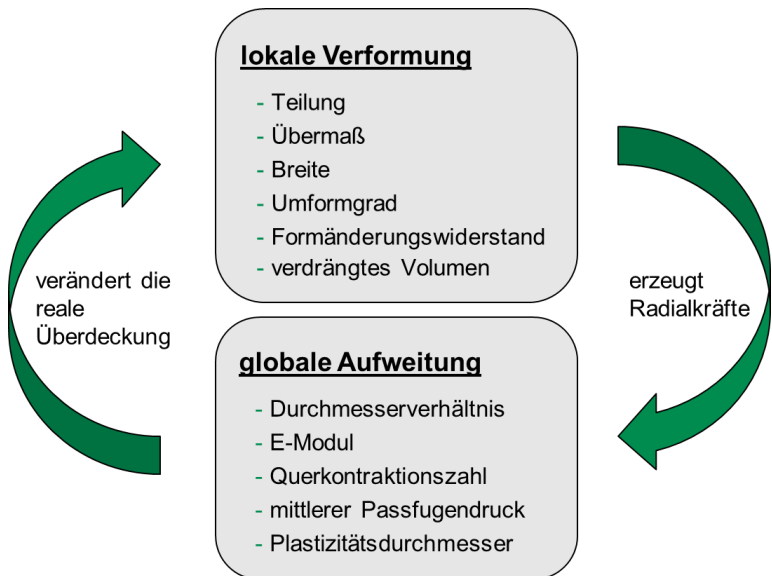 lokale Verformung
- Teilung
- Übermaß
- Breite
- Umformgrad
- Formänderungswiderstand
- verdrängtes Volumen
verändert die
reale
Überdeckung
erzeugt
Radialkräfte
globale Aufweitung
- Durchmesserverhältnis
- E-Modul
- Querkontraktionszahl
- mittlerer Passfugendruck
- Plastizitätsdurchmesser